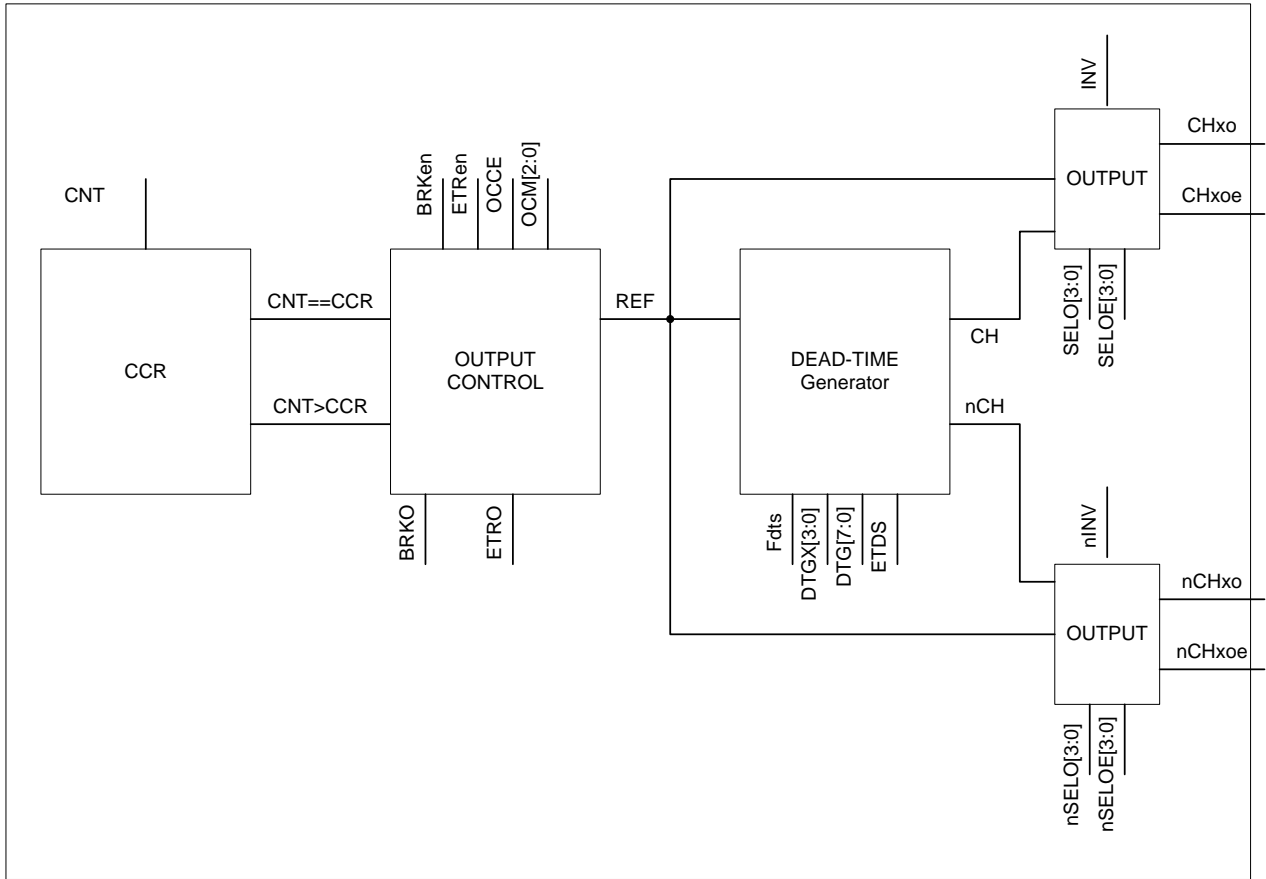 INV
CHxo
OUTPUT
CHxoe
SELO[3:0]
SELOE[3:0]
CNT
BRKen
ETRen
OCCE
OCM[2:0]
CNT==CCR
REF
CCR
OUTPUT
CONTROL
DEAD-TIME
Generator
CH
CNT>CCR
nCH
BRKO
ETRO
Fdts
DTGX[3:0]
DTG[7:0]
ETDS
nINV
nCHxo
OUTPUT
nCHxoe
nSELO[3:0]
nSELOE[3:0]